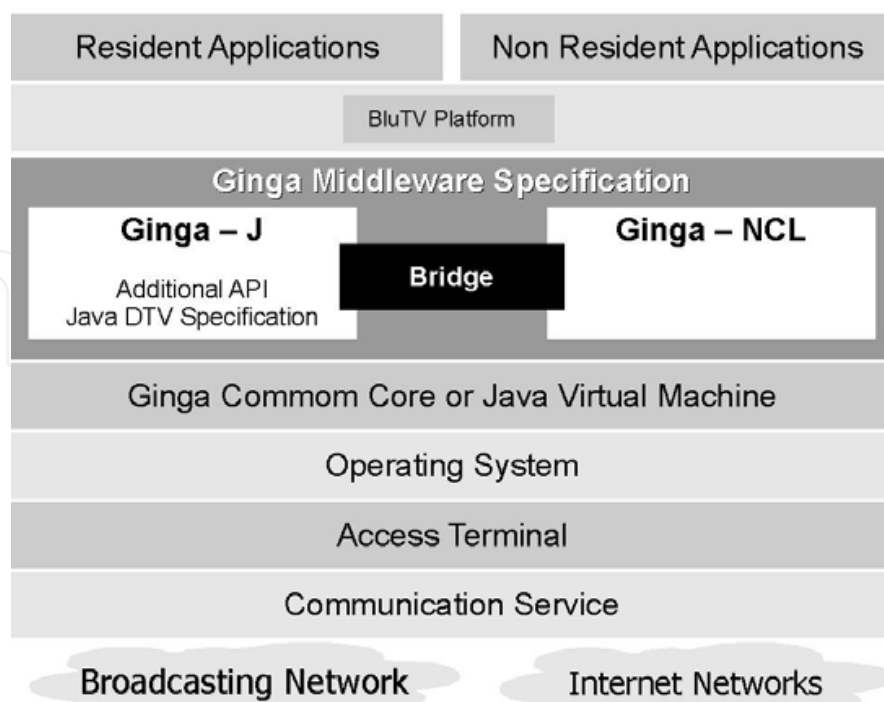 Resident Applications
Non Resident Applications
BluTV Platform
Ginga Middleware Specification
Ginga – J
Additional API
Java DTV Specification
Bridge
Ginga – NCL
Ginga Commom Core or Java Virtual Machine
Operating System
Access Terminal
Communication Service
Broadcasting Network
Internet Networks